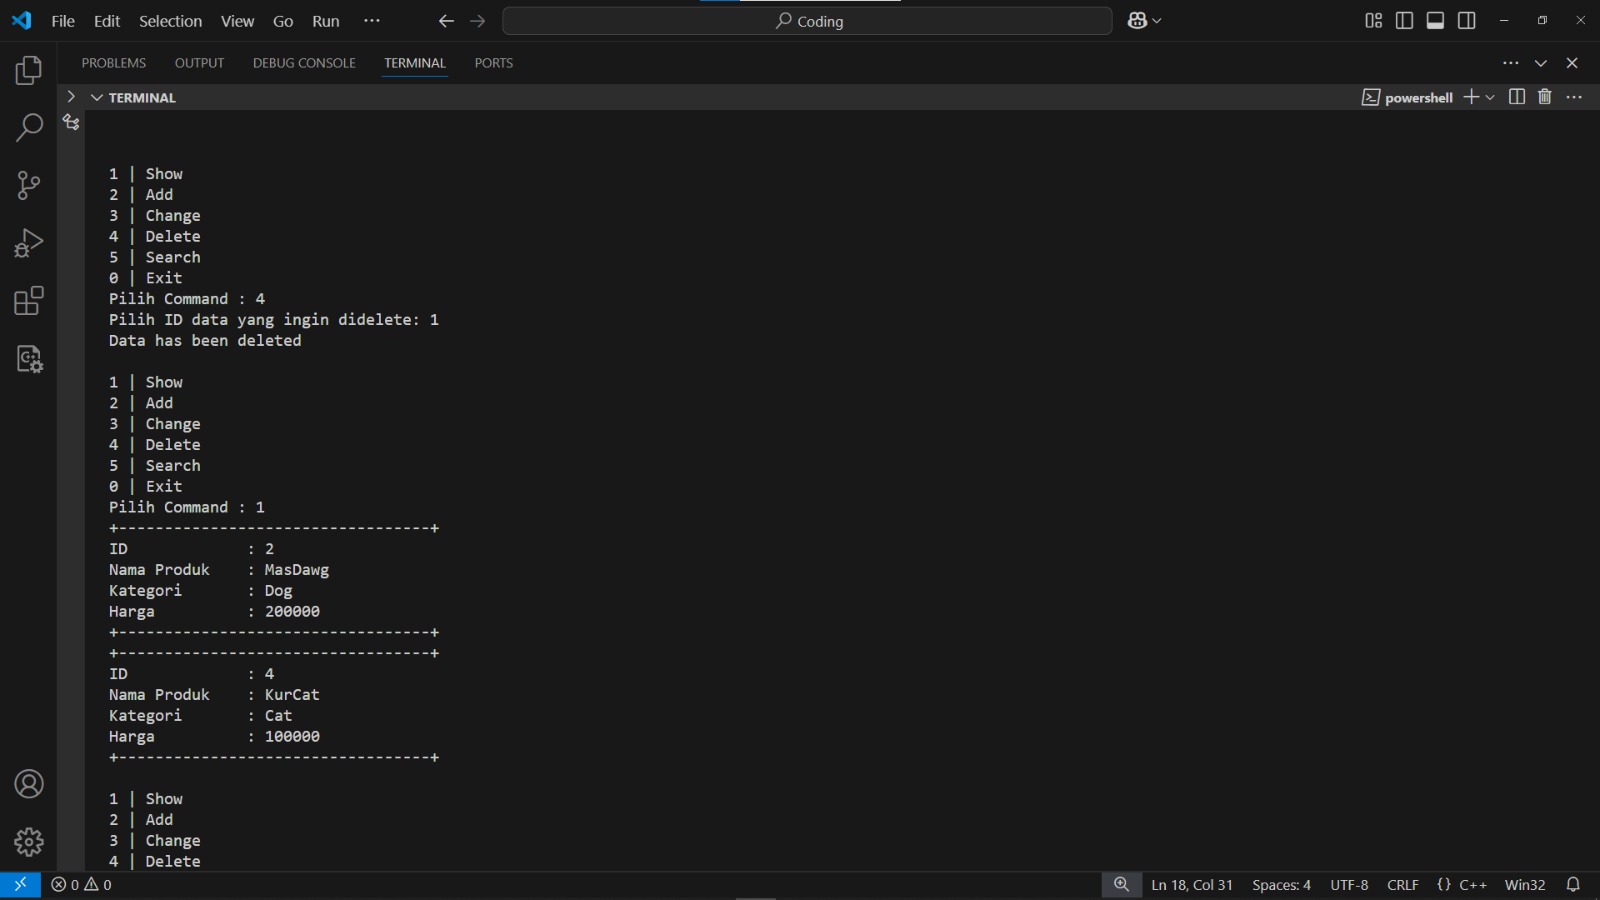 File Edit Selection View Go Run ··· Coding
PROBLEMS OUTPUT DEBUG CONSOLE TERMINAL PORTS
TERMINAL powershell
1 | Show
2 | Add
3 | Change
4 | Delete
5 | Search
0 | Exit
Pilih Command : 4
Pilih ID data yang ingin didelete: 1
Data has been deleted
1 | Show
2 | Add
3 | Change
4 | Delete
5 | Search
0 | Exit
Pilih Command : 1
+----------------------------------+
ID : 2
Nama Produk : MasDawg
Kategori : Dog
Harga : 200000
+----------------------------------+
+----------------------------------+
ID : 4
Nama Produk : KurCat
Kategori : Cat
Harga : 100000
+----------------------------------+
1 | Show
2 | Add
3 | Change
4 | Delete
0 0 Ln 18, Col 31 Spaces: 4 UTF-8 CRLF {} C++ Win32